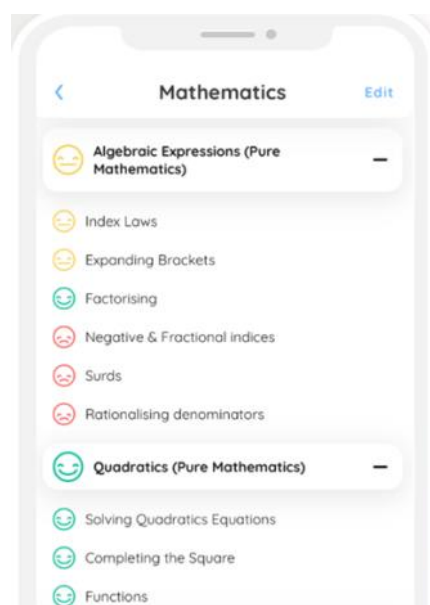 Mathematics
Edit
Algebraic Expressions (Pure
Mathematics)
Index Laws
Expanding Brackets
Factorising
Negative & Fractional indices
Surds
Rationalising denominators
Quadratics (Pure Mathematics)
Solving Quadratics Equations
Completing the Square
Functions